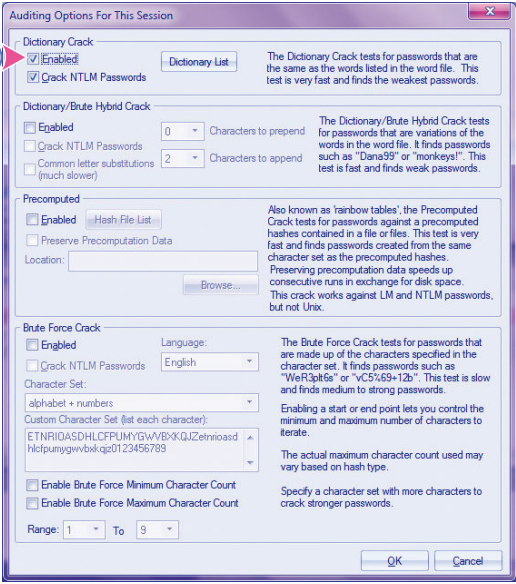 Auditing Options For This Session
Dictionary Crack
Enabled
Dictionary List
Crack NTLM Passwords
The Dictionary Crack tests for passwords that are
the same as the words listed in the word file. This
test is very fast and finds the weakest passwords.
Dictionary/Brute Hybrid Crack
Enabled
0
Characters to prepend
Crack NTLM Passwords
Common letter substitutions
(much slower)
2
Characters to append
The Dictionary/Brute Hybrid Crack tests
for passwords that are variations of the
words in the word file. It finds passwords
such as "Dana99" or "monkeys!". This
test is fast and finds weak passwords.
Precomputed
Enabled
Hash File List
Preserve Precomputation Data
Location:
Browse...
Also known as 'rainbow tables', the Precomputed
Crack tests for passwords against a precomputed
hashes contained in a file or files. This test is very
fast and finds passwords created from the same
character set as the precomputed hashes.
Preserving precomputation data speeds up
consecutive runs in exchange for disk space.
This crack works against LM and NTLM passwords,
but not Unix.
Brute Force Crack
Enabled
Language:
Crack NTLM Passwords
English
Character Set:
alphabet + numbers
Custom Character Set (list each character):
ETNRIOASDHLCFPUMYGWVBXKQJZetnrioasd
hlcfpumygwvbxkqjz0123456789
Enable Brute Force Minimum Character Count
Enable Brute Force Maximum Character Count
Range: 1 To 9
The Brute Force Crack tests for passwords that
are made up of the characters specified in the
character set. It finds passwords such as
"WeR3plt6s" or "vC5%69+12b". This test is slow
and finds medium to strong passwords.
Enabling a start or end point lets you control the
minimum and maximum number of characters to
iterate.
The actual maximum character count used may
vary based on hash type.
Specify a character set with more characters to
crack stronger passwords.
OK
Cancel